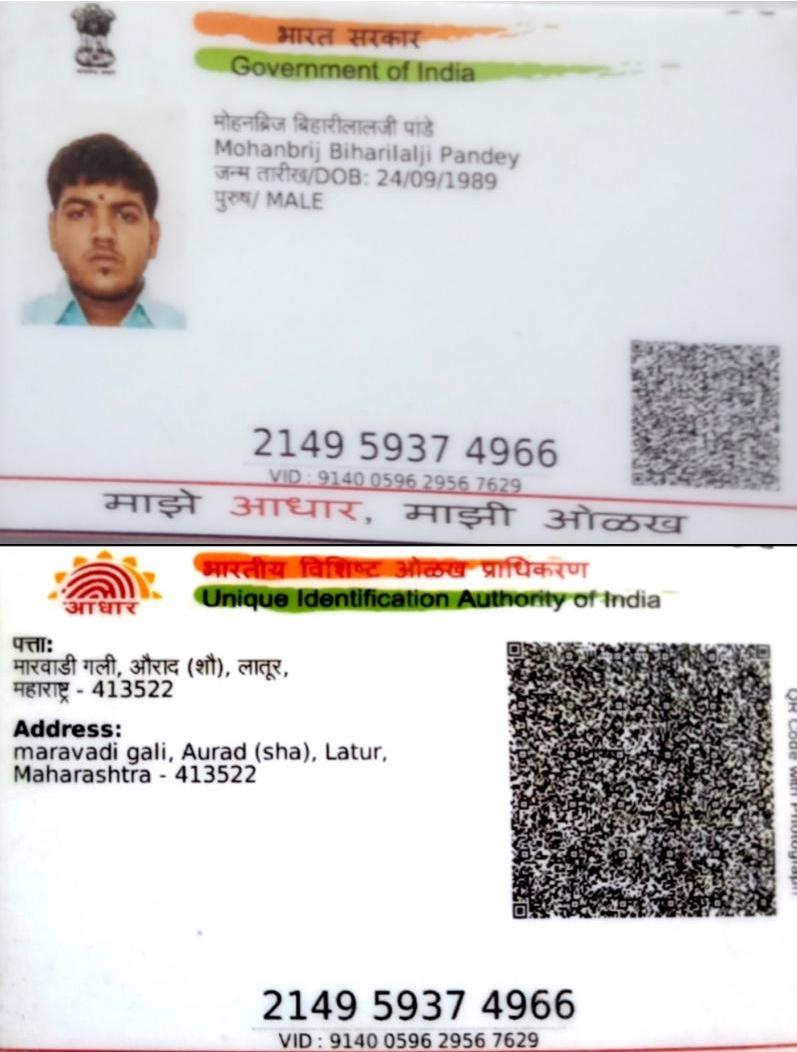 भारत सरकार
Government of India
मोहनब्रिज बिहारीलालजी पांडे
Mohanbrij Biharilalji Pandey
जन्म तारीख/DOB: 24/09/1989
पुरुष/ MALE
2149 5937 4966
VID : 9140 0596 2956 7629
माझे आधार, माझी ओळख
आधार
भारतीय विशिष्ट ओळख प्राधिकरण
Unique Identification Authority of India
पत्ता:
मारवाडी गली, औराद (शौ), लातूर,
महाराष्ट्र - 413522
Address:
maravadi gali, Aurad (sha), Latur,
Maharashtra - 413522
QR Code with Photograph
2149 5937 4966
VID : 9140 0596 2956 7629